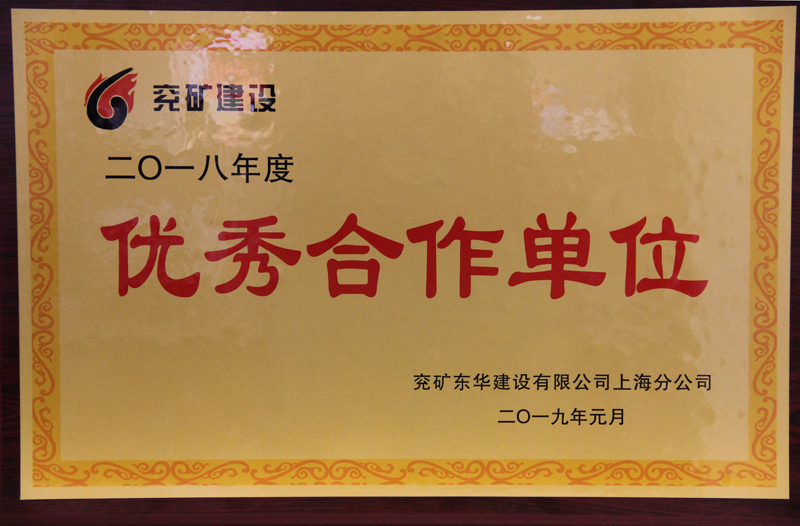 兖矿建设
二〇一八年度
优秀合作单位
兖矿东华建设有限公司上海分公司
二〇一九年元月